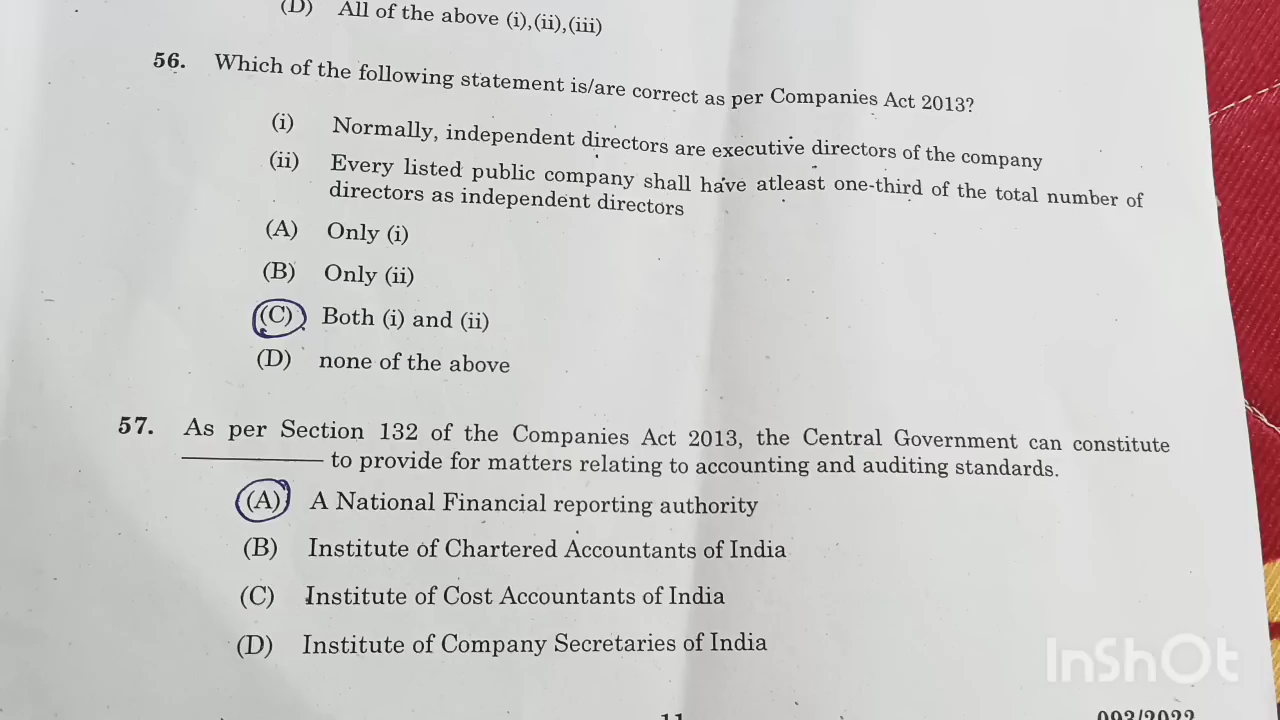 (D) All of the above (i),(ii),(iii)
56. Which of the following statement is/are correct as per Companies Act 2013?
(i) Normally, independent directors are executive directors of the company
(ii) Every listed public company shall have atleast one-third of the total number of
directors as independent directors
(A) Only (i)
(B) Only (ii)
(C) Both (i) and (ii)
(D) none of the above
57. As per Section 132 of the Companies Act 2013, the Central Government can constitute
________ to provide for matters relating to accounting and auditing standards.
(A) A National Financial reporting authority
(B) Institute of Chartered Accountants of India
(C) Institute of Cost Accountants of India
(D) Institute of Company Secretaries of India
InShOt
11
093/2022